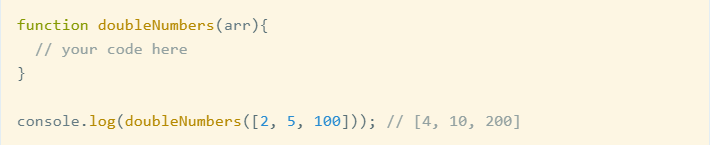 function doubleNumbers(arr){
  // your code here
}
console.log(doubleNumbers([2, 5, 100])); // [4, 10, 200]